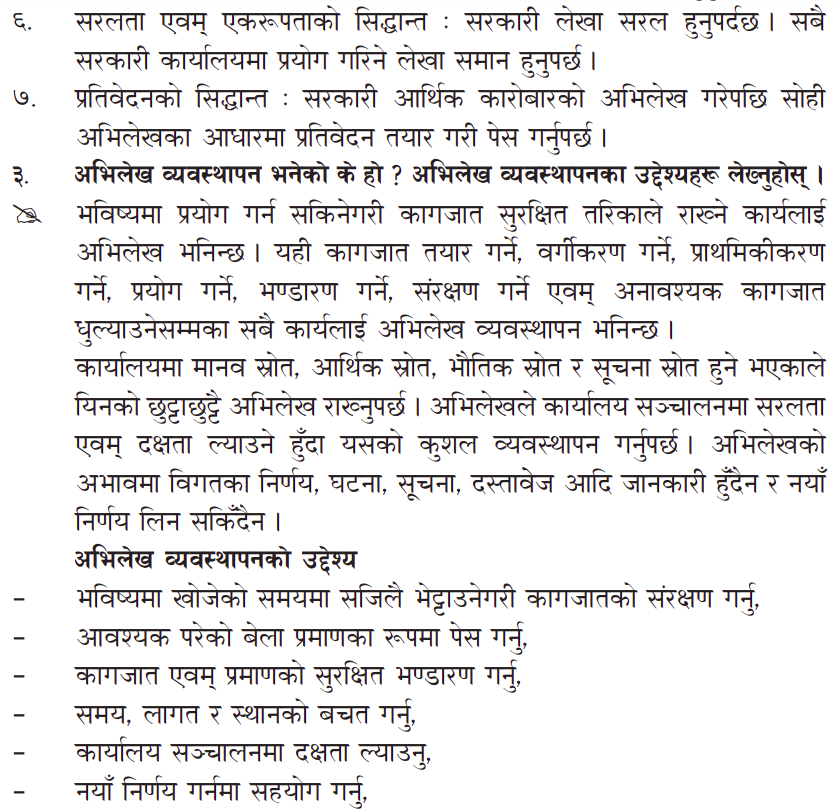 ६. सरलता एवम् एकरूपताको सिद्धान्त : सरकारी लेखा सरल हुनुपर्दछ । सबै
सरकारी कार्यालयमा प्रयोग गरिने लेखा समान हुनुपर्छ ।
७. प्रतिवेदनको सिद्धान्त : सरकारी आर्थिक कारोबारको अभिलेख गरेपछि सोही
अभिलेखका आधारमा प्रतिवेदन तयार गरी पेस गर्नुपर्छ ।
३. अभिलेख व्यवस्थापन भनेको के हो ? अभिलेख व्यवस्थापनका उद्देश्यहरू लेख्नुहोस् ।
भविष्यमा प्रयोग गर्न सकिनेगरी कागजात सुरक्षित तरिकाले राख्ने कार्यलाई
अभिलेख भनिन्छ । यही कागजात तयार गर्ने, वर्गीकरण गर्ने, प्राथमिकीकरण
गर्ने, प्रयोग गर्ने, भण्डारण गर्ने, संरक्षण गर्ने एवम् अनावश्यक कागजात
धुल्याउनेसम्मका सबै कार्यलाई अभिलेख व्यवस्थापन भनिन्छ ।
कार्यालयमा मानव स्रोत, आर्थिक स्रोत, भौतिक स्रोत र सूचना स्रोत हुने भएकाले
यिनको छुट्टाछुट्टै अभिलेख राख्नुपर्छ । अभिलेखले कार्यालय सञ्चालनमा सरलता
एवम् दक्षता ल्याउने हुँदा यसको कुशल व्यवस्थापन गर्नुपर्छ । अभिलेखको
अभावमा विगतका निर्णय, घटना, सूचना, दस्तावेज आदि जानकारी हुँदैन र नयाँ
निर्णय लिन सकिँदैन ।
अभिलेख व्यवस्थापनको उद्देश्य
– भविष्यमा खोजेको समयमा सजिलै भेट्टाउनेगरी कागजातको संरक्षण गर्नु,
– आवश्यक परेको बेला प्रमाणका रूपमा पेस गर्नु,
– कागजात एवम् प्रमाणको सुरक्षित भण्डारण गर्नु,
– समय, लागत र स्थानको बचत गर्नु,
– कार्यालय सञ्चालनमा दक्षता ल्याउनु,
– नयाँ निर्णय गर्नमा सहयोग गर्नु,